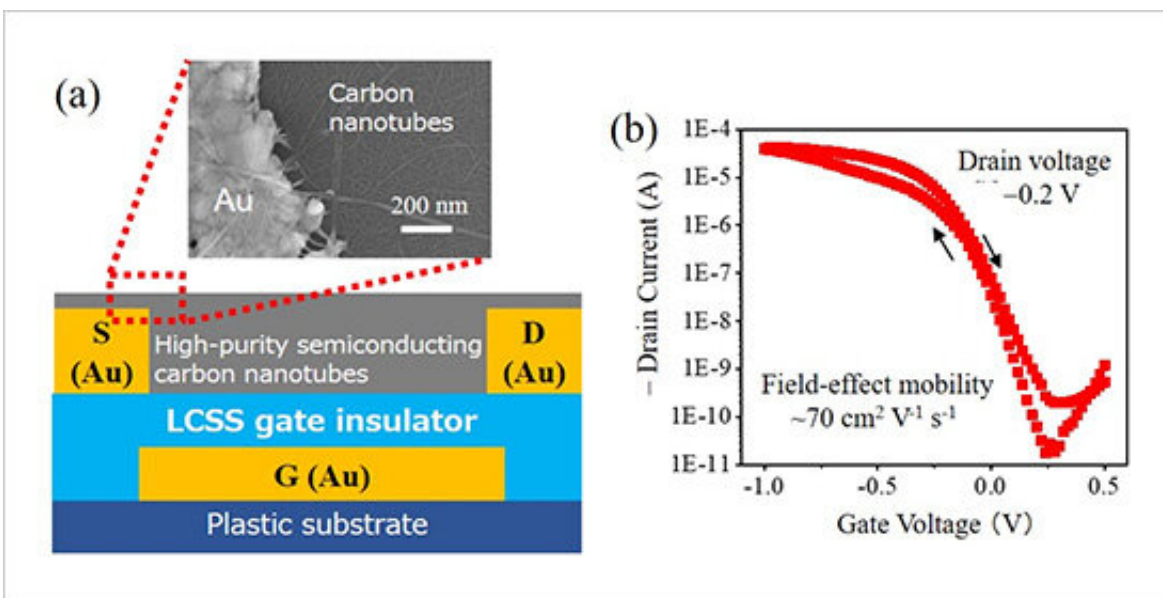 (a)
Carbon
nanotubes
Au
200 nm
S
(Au)
High-purity semiconducting
carbon nanotubes
D
(Au)
LCSS gate insulator
G (Au)
Plastic substrate
(b)
− Drain Current (A)
1E-4
1E-5
1E-6
1E-7
1E-8
1E-9
1E-10
1E-11
Drain voltage
−0.2 V
Field-effect mobility
~70 cm² V⁻¹ s⁻¹
-1.0
-0.5
0.0
0.5
Gate Voltage (V)